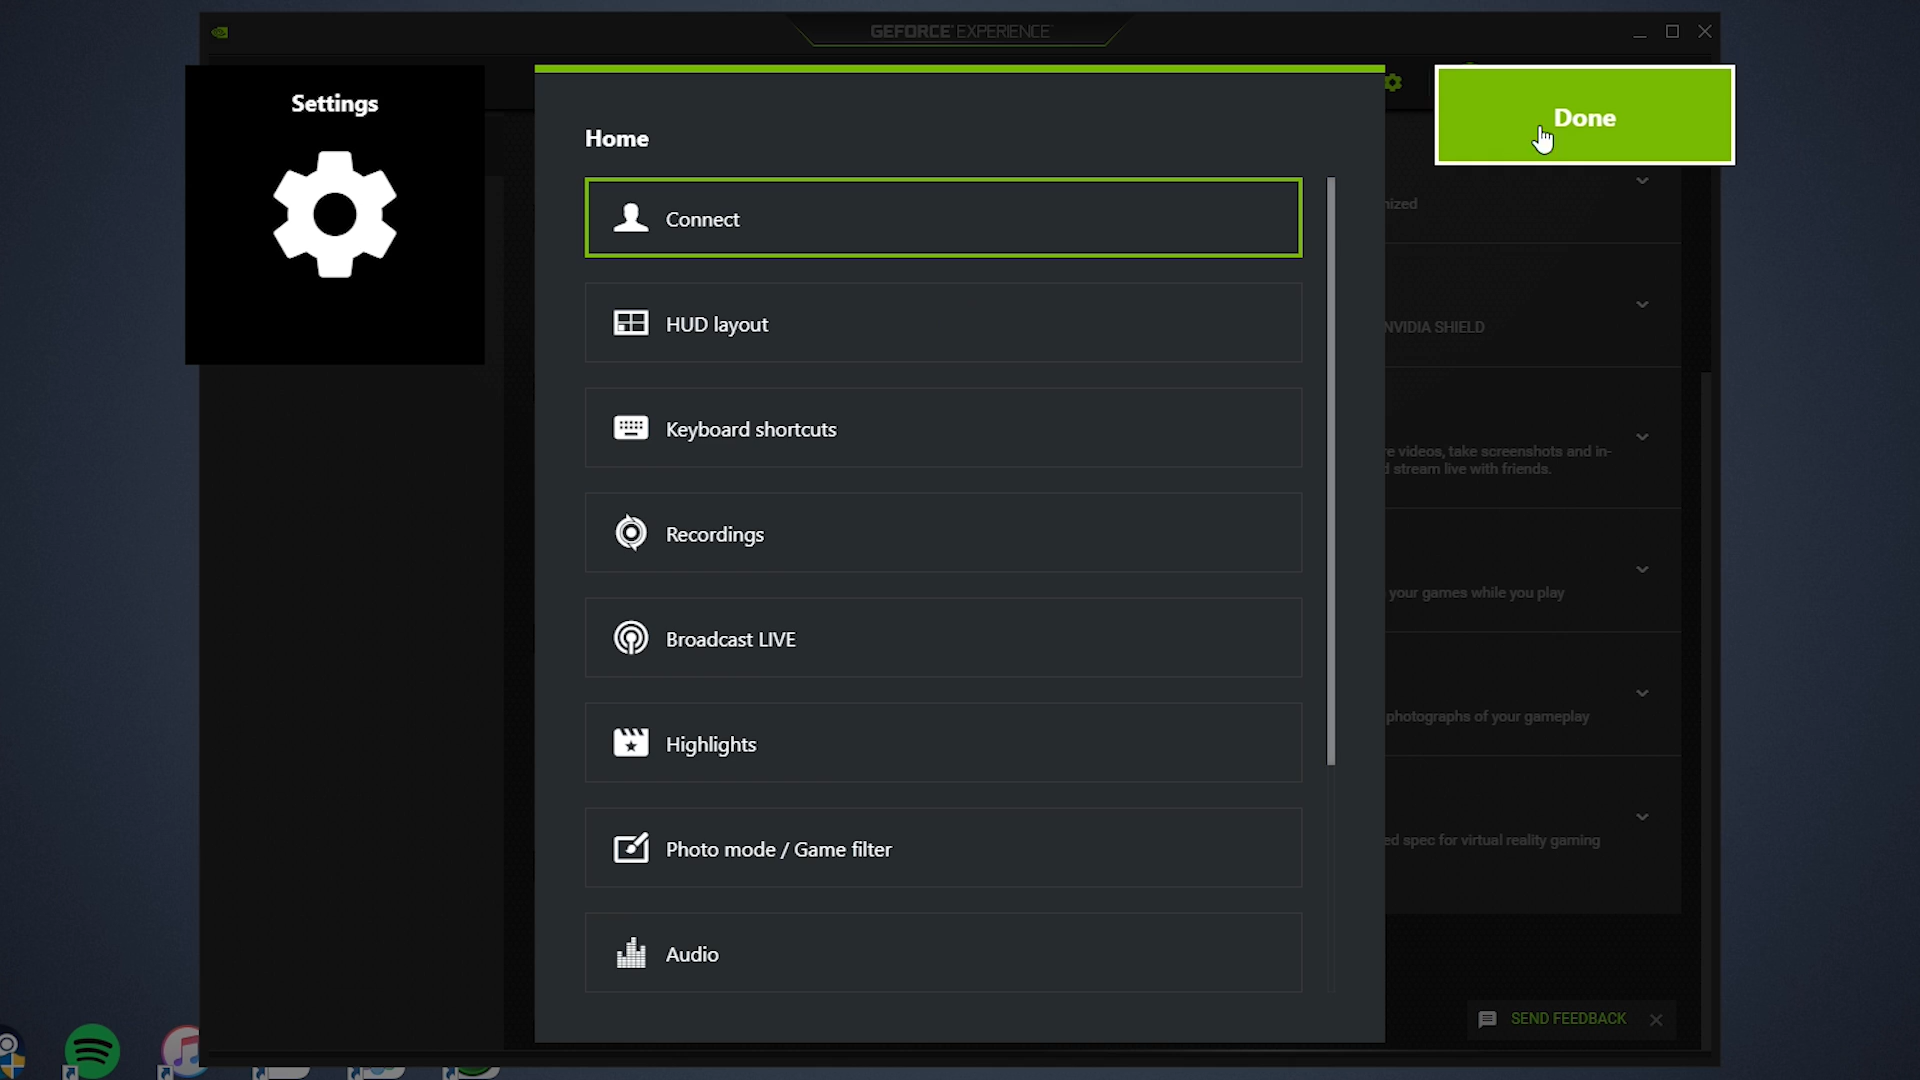 GEFORCE EXPERIENCE
Settings
Home
Done
Connect
HUD layout
Keyboard shortcuts
Recordings
Broadcast LIVE
Highlights
Photo mode / Game filter
Audio
NVIDIA SHIELD
videos, take screenshots and in-
stream live with friends.
your games while you play
photographs of your gameplay
spec for virtual reality gaming
SEND FEEDBACK